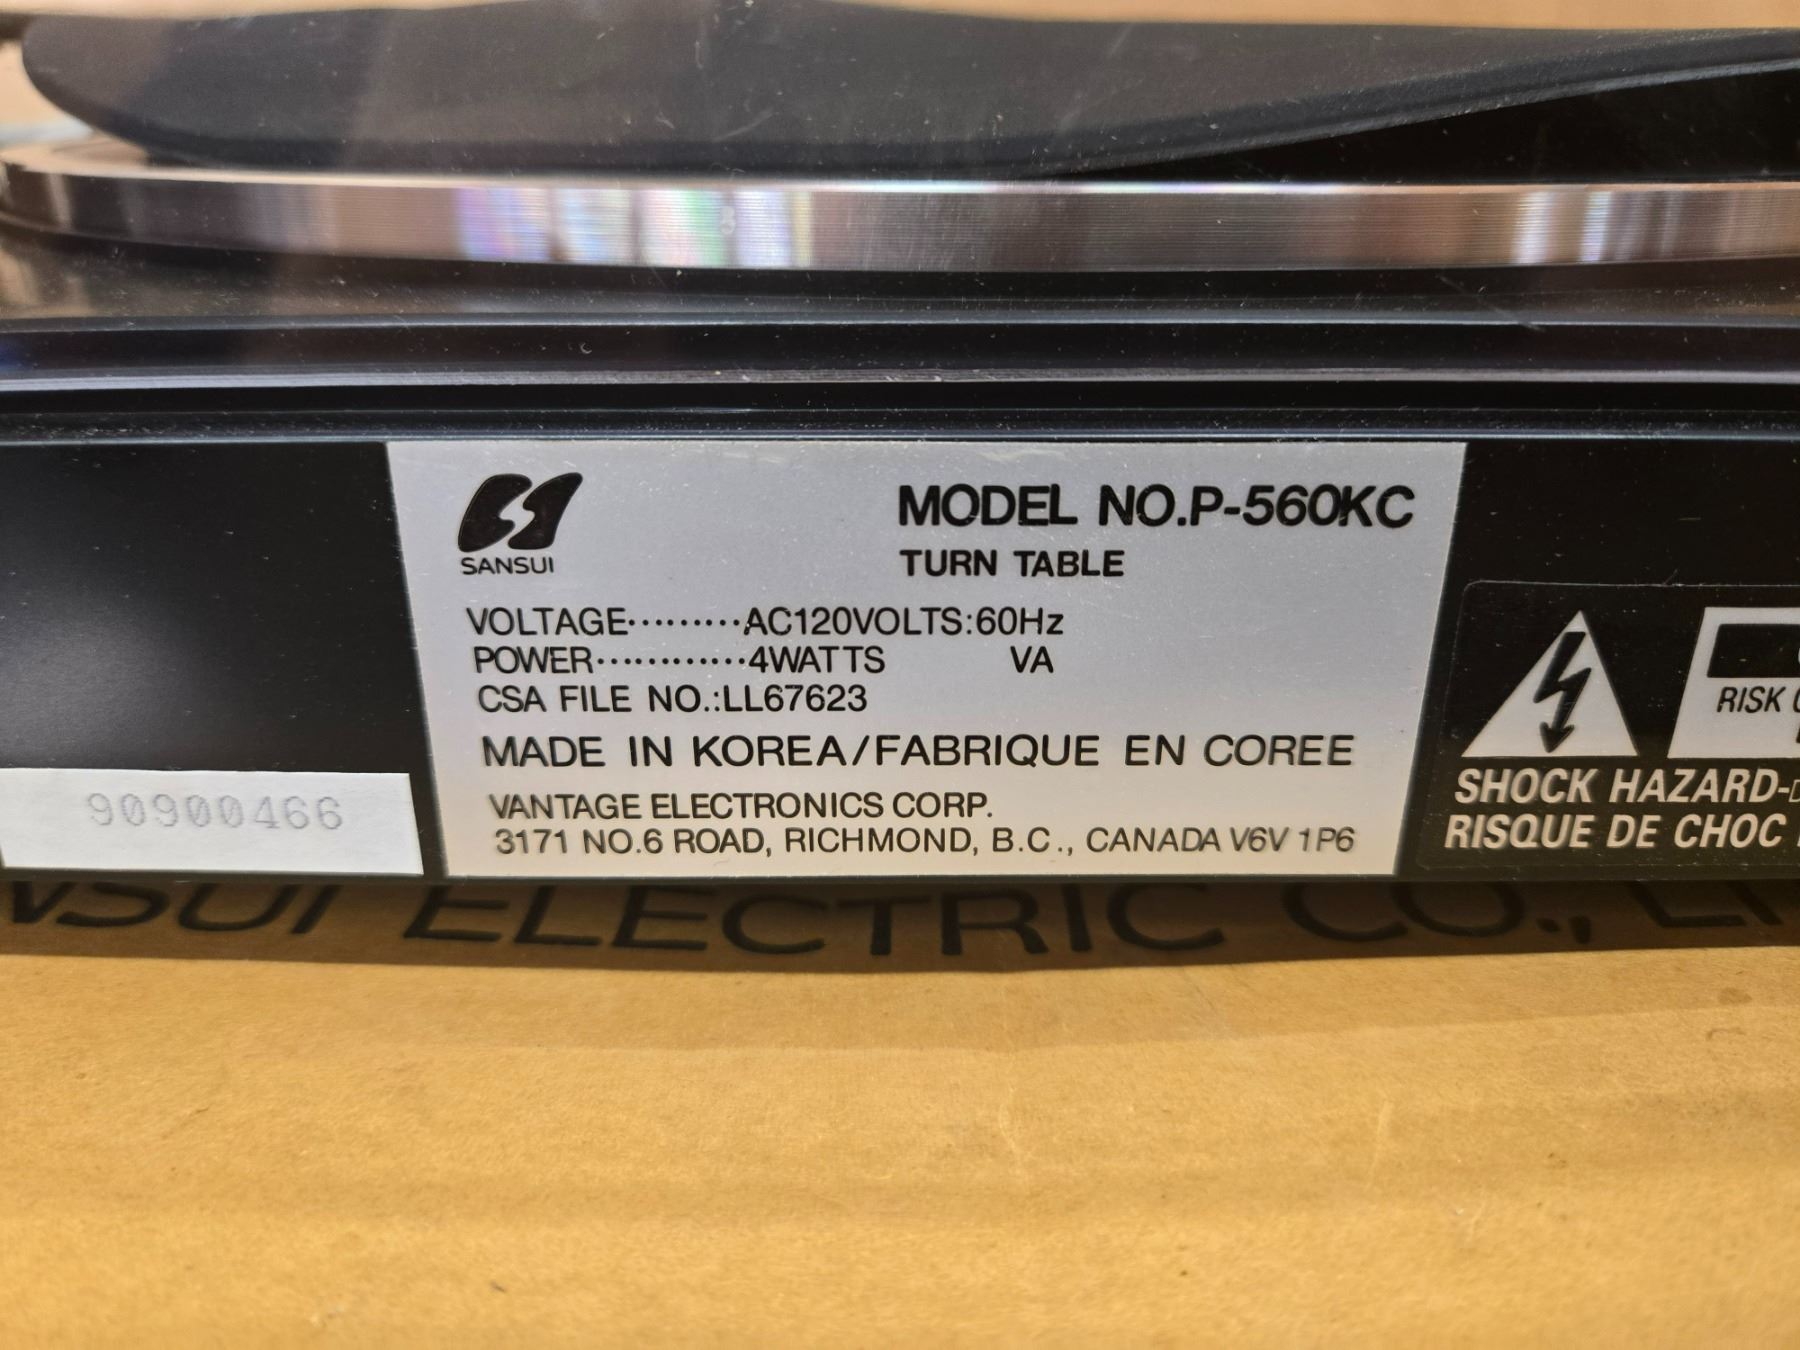 SANSUI
MODEL NO.P-560KC
TURN TABLE
VOLTAGE·········AC120VOLTS:60Hz
POWER············4WATTS VA
CSA FILE NO.:LL67623
MADE IN KOREA/FABRIQUE EN COREE
VANTAGE ELECTRONICS CORP.
3171 NO.6 ROAD, RICHMOND, B.C., CANADA V6V 1P6
90900466
RISK
SHOCK HAZARD-
RISQUE DE CHOC
SANSUI ELECTRIC CO.,